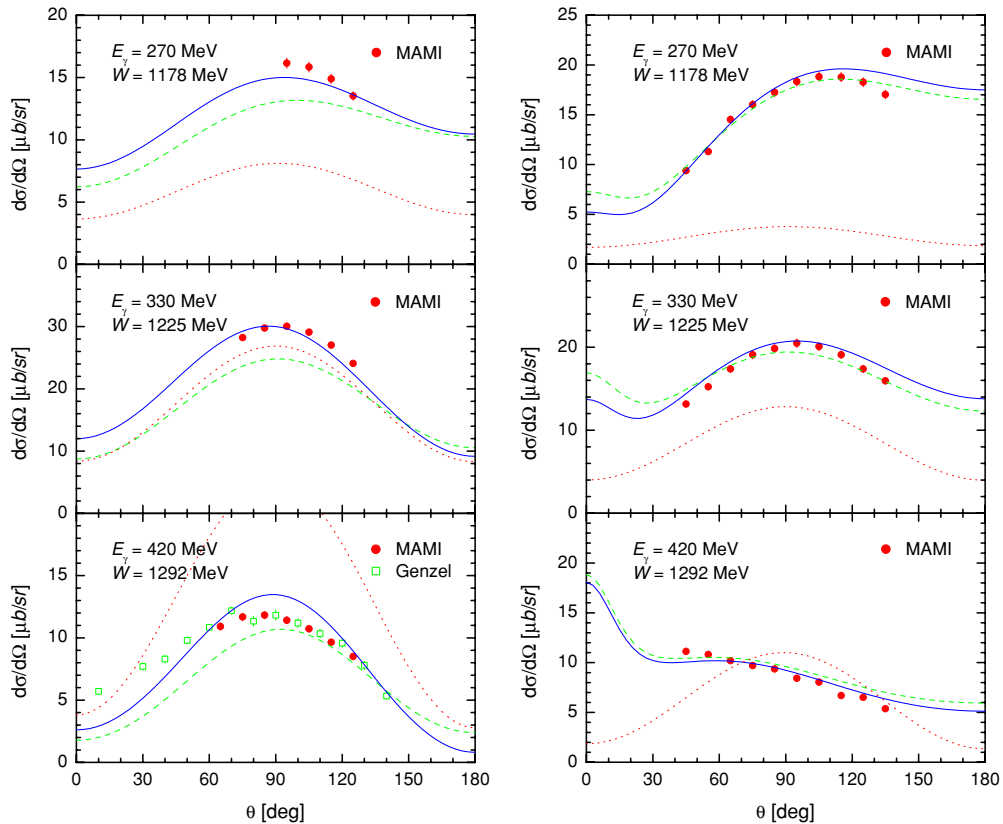 20
15
10
5
0
dσ/dΩ [μb/sr]
E_γ = 270 MeV
W = 1178 MeV
MAMI
25
20
15
10
5
0
dσ/dΩ [μb/sr]
E_γ = 270 MeV
W = 1178 MeV
MAMI
30
20
10
0
dσ/dΩ [μb/sr]
E_γ = 330 MeV
W = 1225 MeV
MAMI
20
10
0
dσ/dΩ [μb/sr]
E_γ = 330 MeV
W = 1225 MeV
MAMI
15
10
5
0
dσ/dΩ [μb/sr]
E_γ = 420 MeV
W = 1292 MeV
MAMI
Genzel
0 30 60 90 120 150 180
θ [deg]
20
15
10
5
0
dσ/dΩ [μb/sr]
E_γ = 420 MeV
W = 1292 MeV
MAMI
0 30 60 90 120 150 180
θ [deg]